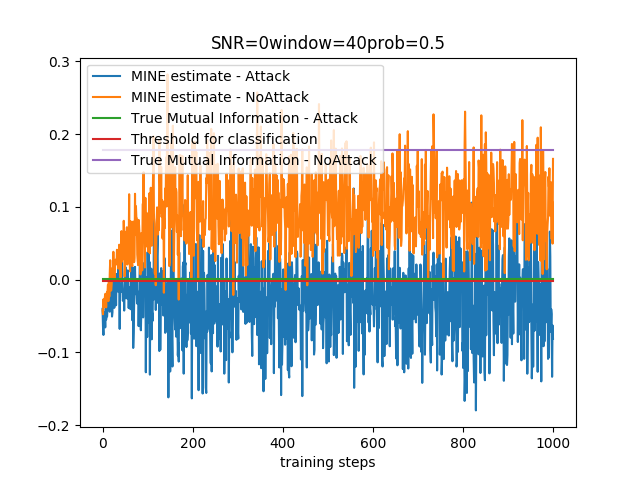 SNR=0window=40prob=0.5
MINE estimate - Attack
MINE estimate - NoAttack
True Mutual Information - Attack
Threshold for classification
True Mutual Information - NoAttack
0.3
0.2
0.1
0.0
−0.1
−0.2
0 200 400 600 800 1000
training steps